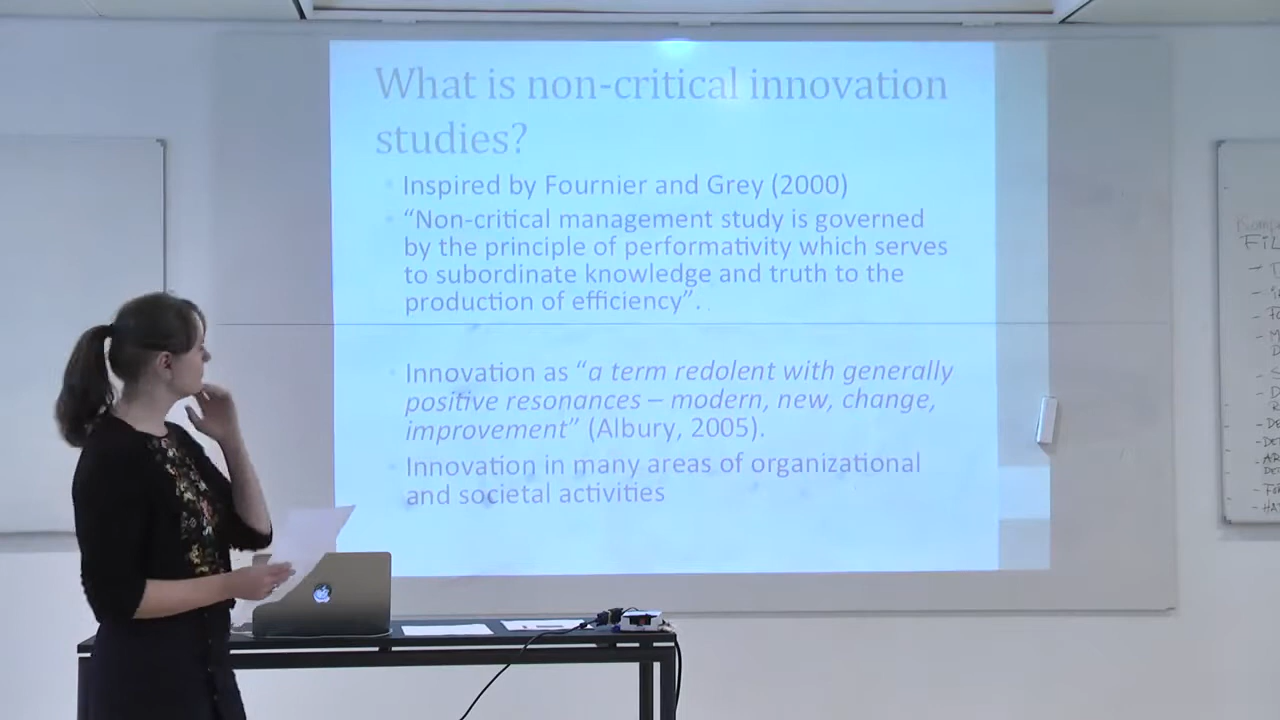 What is non-critical innovation
studies?
Inspired by Fournier and Grey (2000)
“Non-critical management study is governed
by the principle of performativity which serves
to subordinate knowledge and truth to the
production of efficiency”.
Innovation as “a term redolent with generally
positive resonances – modern, new, change,
improvement” (Albury, 2005).
Innovation in many areas of organizational
and societal activities